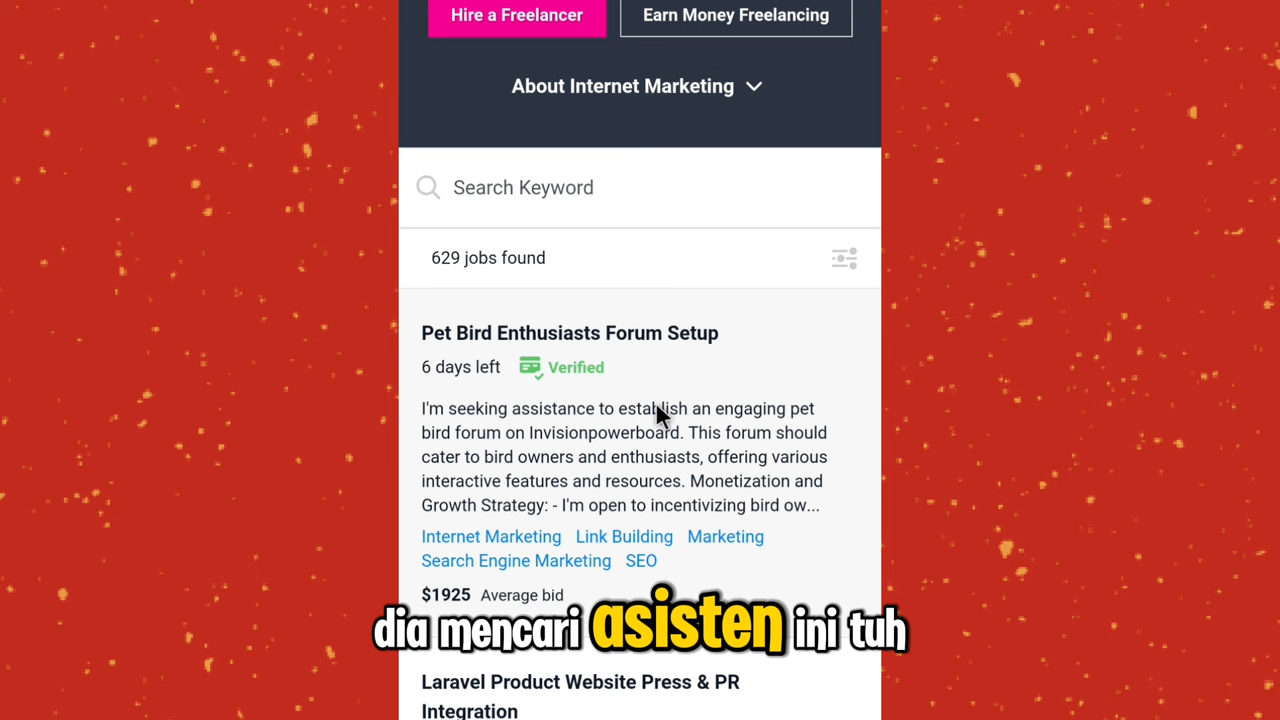 Hire a Freelancer
Earn Money Freelancing
About Internet Marketing
Search Keyword
629 jobs found
Pet Bird Enthusiasts Forum Setup
6 days left
Verified
I'm seeking assistance to establish an engaging pet
bird forum on Invisionpowerboard. This forum should
cater to bird owners and enthusiasts, offering various
interactive features and resources. Monetization and
Growth Strategy: - I'm open to incentivizing bird ow...
Internet Marketing Link Building Marketing
Search Engine Marketing SEO
$1925 Average bid
dia mencari asisten ini tuh
Laravel Product Website Press & PR
Integration